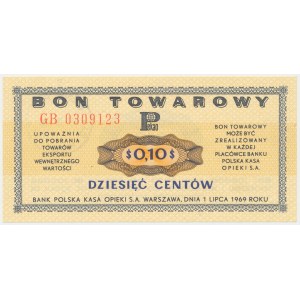 BON TOWAROWY
GB 0309123
P
UPOWAŻNIA
DO POBRANIA
TOWARÓW
EKSPORTU
WEWNĘTRZNEGO
WARTOŚCI
$0,10$
BON TOWAROWY
MOŻE BYĆ
ZREALIZOWANY
W KAŻDEJ
PLACÓWCE BANKU
POLSKA KASA
OPIEKI S.A.
DZIESIĘĆ CENTÓW
BANK POLSKA KASA OPIEKI S.A. WARSZAWA, DNIA 1 LIPCA 1969 ROKU